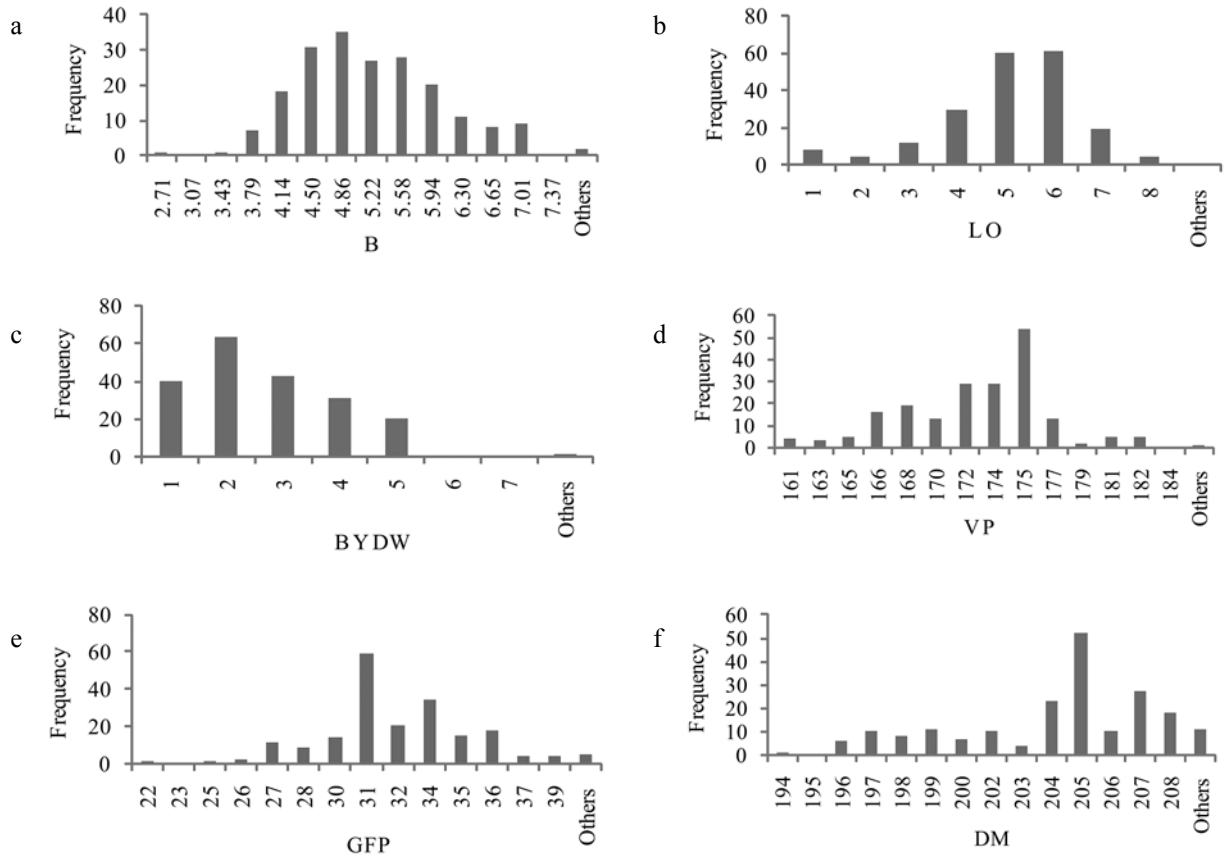 a
Frequency
40
30
20
10
0
2.71 3.07 3.43 3.79 4.14 4.50 4.86 5.22 5.58 5.94 6.30 6.65 7.01 7.37 Others
B
b
Frequency
80
60
40
20
0
1 2 3 4 5 6 7 8 Others
LO
c
Frequency
80
60
40
20
0
1 2 3 4 5 6 7 Others
BYDW
d
Frequency
60
50
40
30
20
10
0
161 163 165 166 168 170 172 174 175 177 179 181 182 184 Others
VP
e
Frequency
80
60
40
20
0
22 23 25 26 27 28 30 31 32 34 35 36 37 39 Others
GFP
f
Frequency
60
50
40
30
20
10
0
194 195 196 197 198 199 200 202 203 204 205 206 207 208 Others
DM